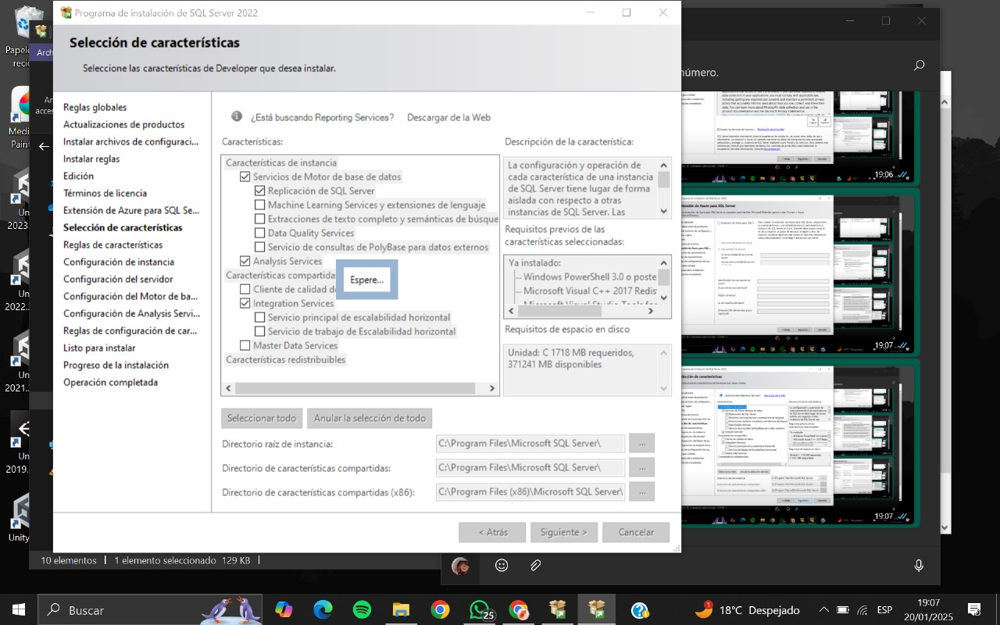 Programa de instalación de SQL Server 2022
Selección de características
Seleccione las características de Developer que desea instalar.
Reglas globales
Actualizaciones de productos
Instalar archivos de configuraci...
Instalar reglas
Edición
Términos de licencia
Extensión de Azure para SQL Se...
Selección de características
Reglas de características
Configuración de instancia
Configuración del servidor
Configuración del Motor de ba...
Configuración de Analysis Servi...
Reglas de configuración de car...
Listo para instalar
Progreso de la instalación
Operación completada
¿Está buscando Reporting Services? Descargar de la Web
Características:
Características de instancia
Servicios de Motor de base de datos
Replicación de SQL Server
Machine Learning Services y extensiones de lenguaje
Extracciones de texto completo y semánticas de búsque
Data Quality Services
Servicio de consultas de PolyBase para datos externos
Analysis Services
Características compartida
Cliente de calidad d
Integration Services
Servicio principal de escalabilidad horizontal
Servicio de trabajo de Escalabilidad horizontal
Master Data Services
Características redistribuibles
Espere...
Descripción de la característica:
La configuración y operación de
cada característica de una instancia
de SQL Server tiene lugar de forma
aislada con respecto a otras
instancias de SQL Server. Las
Requisitos previos de las
características seleccionadas:
Ya instalado:
Windows PowerShell 3.0 o poste
Microsoft Visual C++ 2017 Redis
Requisitos de espacio en disco
Unidad: C 1718 MB requeridos,
371241 MB disponibles
Seleccionar todo
Anular la selección de todo
Directorio raíz de instancia:
C:\Program Files\Microsoft SQL Server\
...
Directorio de características compartidas:
C:\Program Files\Microsoft SQL Server\
...
Directorio de características compartidas (x86):
C:\Program Files (x86)\Microsoft SQL Server\
...
< Atrás
Siguiente >
Cancelar
Papelo
reci
Arch
An
acces
Medi
Pain
Uni
2023.
Uni
2022.
Uni
2021.
Uni
2019.
Unity
número.
19:06
19:07
19:07
10 elementos
1 elemento seleccionado 129 KB
Buscar
25
1
18°C Despejado
ESP
19:07
20/01/2025